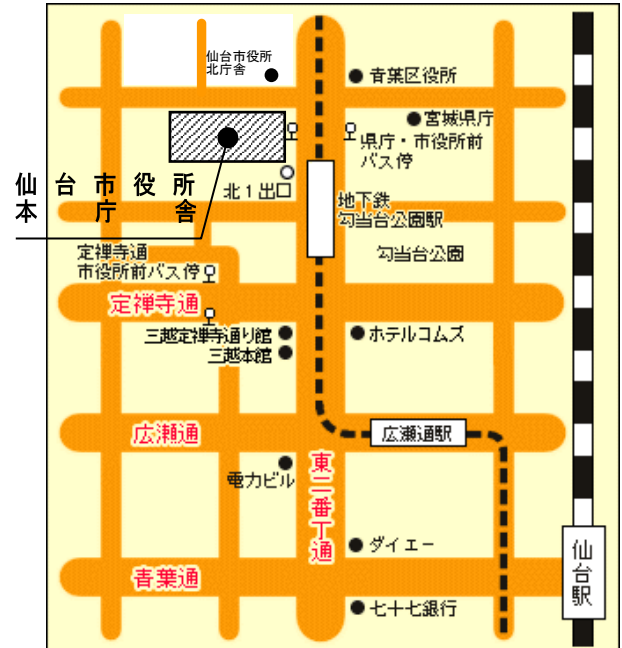 仙台市役所
北庁舎
青葉区役所
宮城県庁
県庁・市役所前
バス停
仙台市役所
本庁舎
北1出口
地下鉄
勾当台公園駅
定禅寺通
市役所前バス停
勾当台公園
定禅寺通
三越定禅寺通り館
三越本館
ホテルコムズ
広瀬通
広瀬通駅
電力ビル
東二番丁通
ダイエー
仙台駅
青葉通
七十七銀行